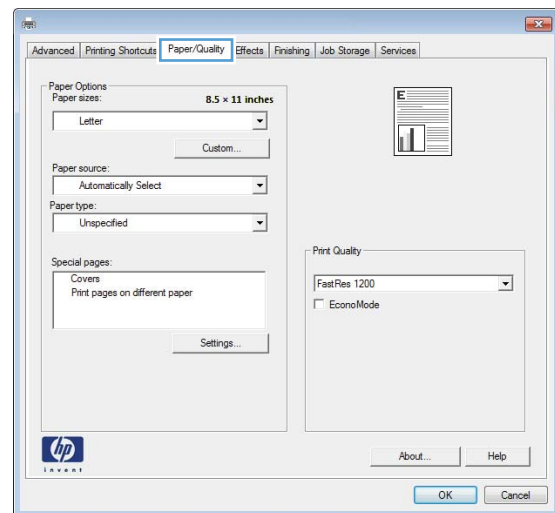 Advanced Printing Shortcuts Paper/Quality Effects Finishing Job Storage Services
Paper Options
Paper sizes: 8.5 × 11 inches
Letter
Custom...
Paper source:
Automatically Select
Paper type:
Unspecified
Special pages:
Covers
Print pages on different paper
Settings...
E
Print Quality
FastRes 1200
EconoMode
hp
invent
About... Help
OK Cancel